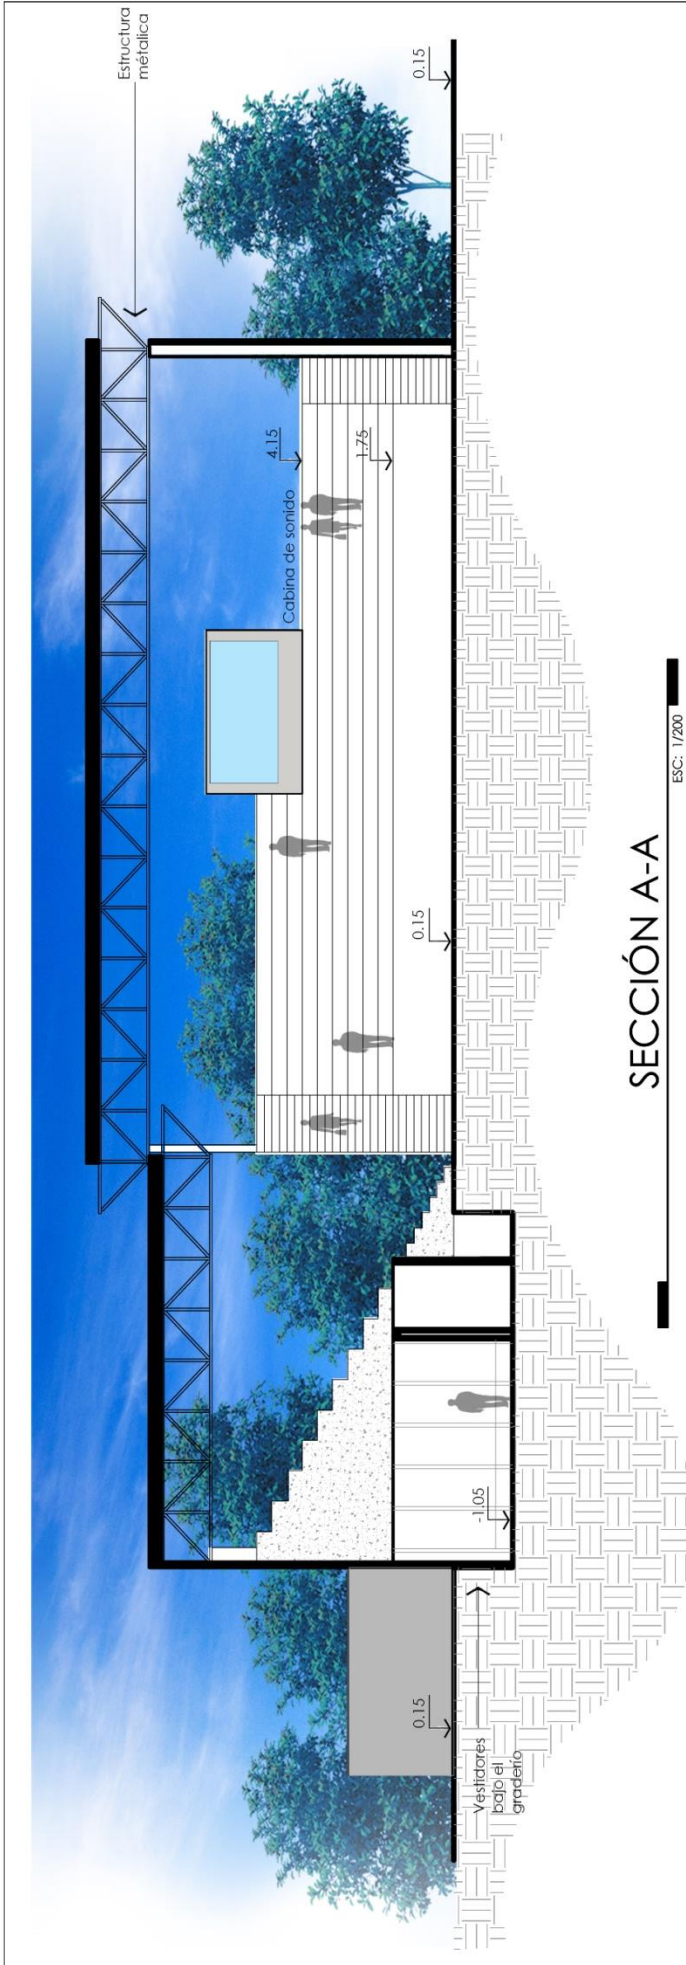 Estructura
métalica
0.15
4.15
1.75
Cabina de sonido
0.15
-1.05
0.15
Vestidores
bajo el
graderío
SECCIÓN A-A
ESC: 1/200